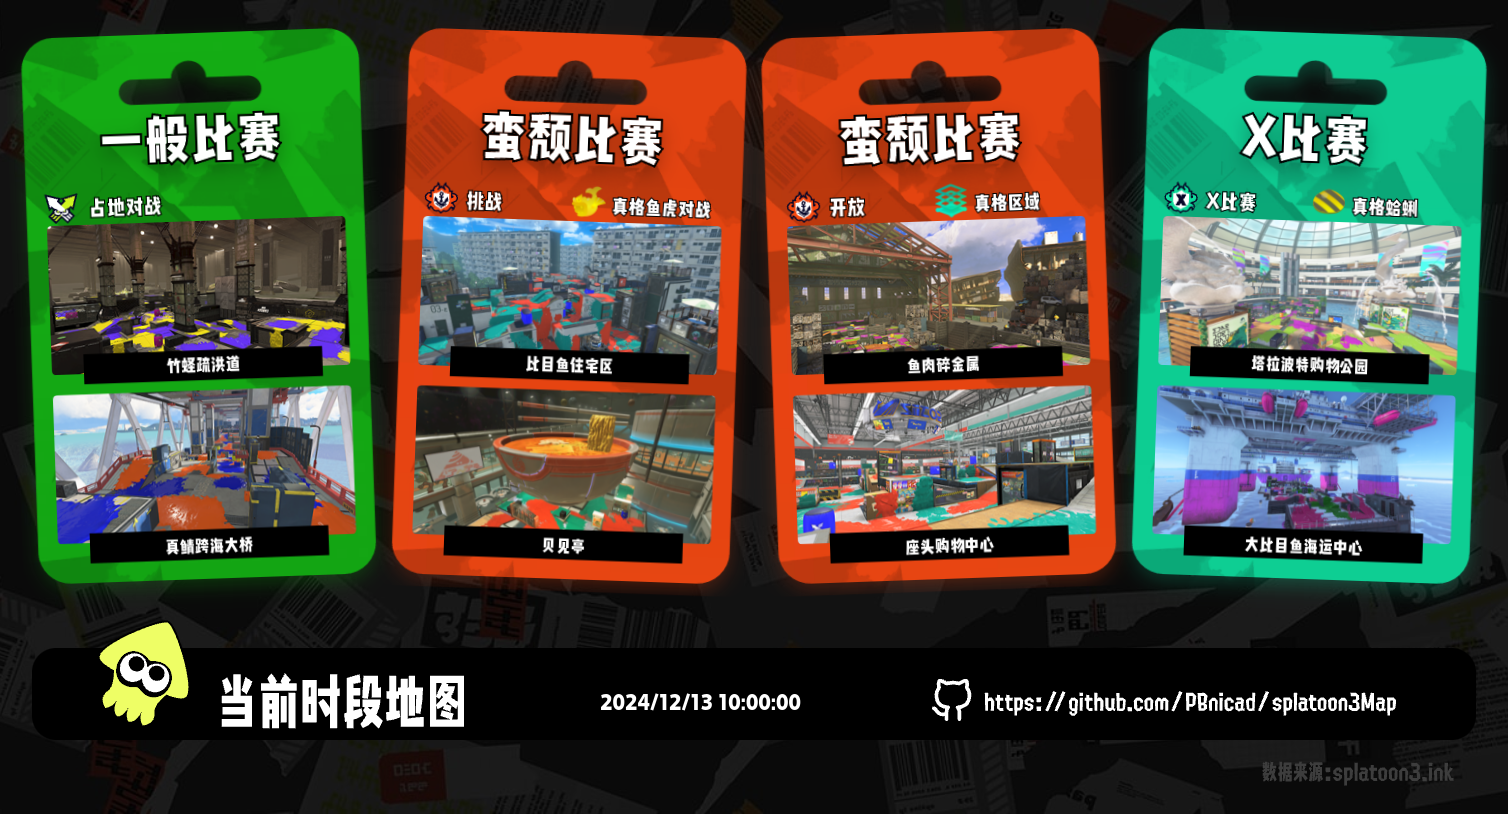 一般比赛
占地对战
竹蛏疏洪道
真鲭跨海大桥
蛮颓比赛
挑战
真格鱼虎对战
比目鱼住宅区
贝见亭
蛮颓比赛
开放
真格区域
鱼肉碎金属
座头购物中心
X比赛
X比赛
真格蛤蜊
塔拉波特购物公园
大比目鱼海运中心
当前时段地图
2024/12/13 10:00:00
https://github.com/PBnicad/splatoon3Map
数据来源:splatoon3.ink